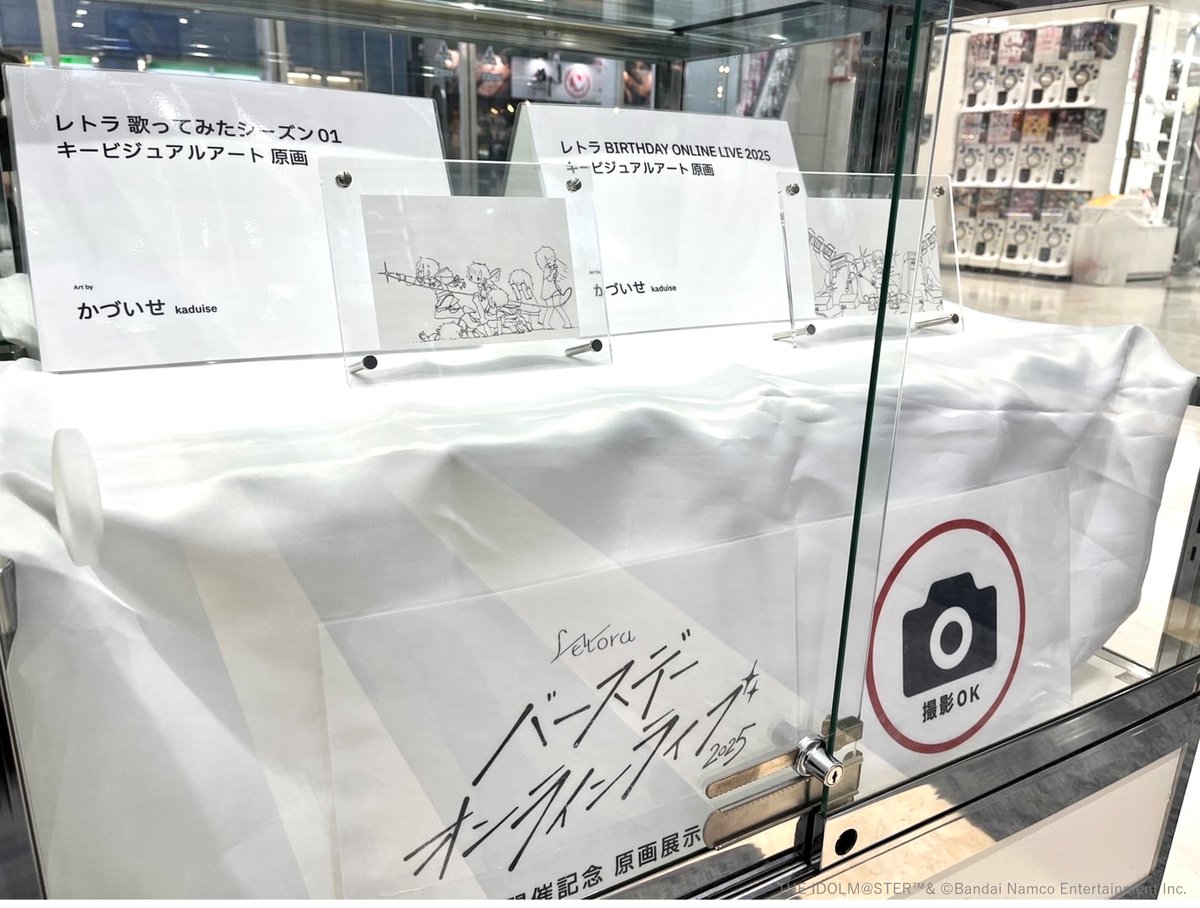 レトラ 歌ってみたシーズン01
キービジュアルアート 原画
Art by
かづいせ kaduise
レトラ BIRTHDAY ONLINE LIVE 2025
キービジュアルアート 原画
Art by
かづいせ kaduise
Letora
バースデー
オンラインライブ
2025
開催記念 原画展示
撮影OK
THE IDOLM@STER™& ©Bandai Namco Entertainment Inc.